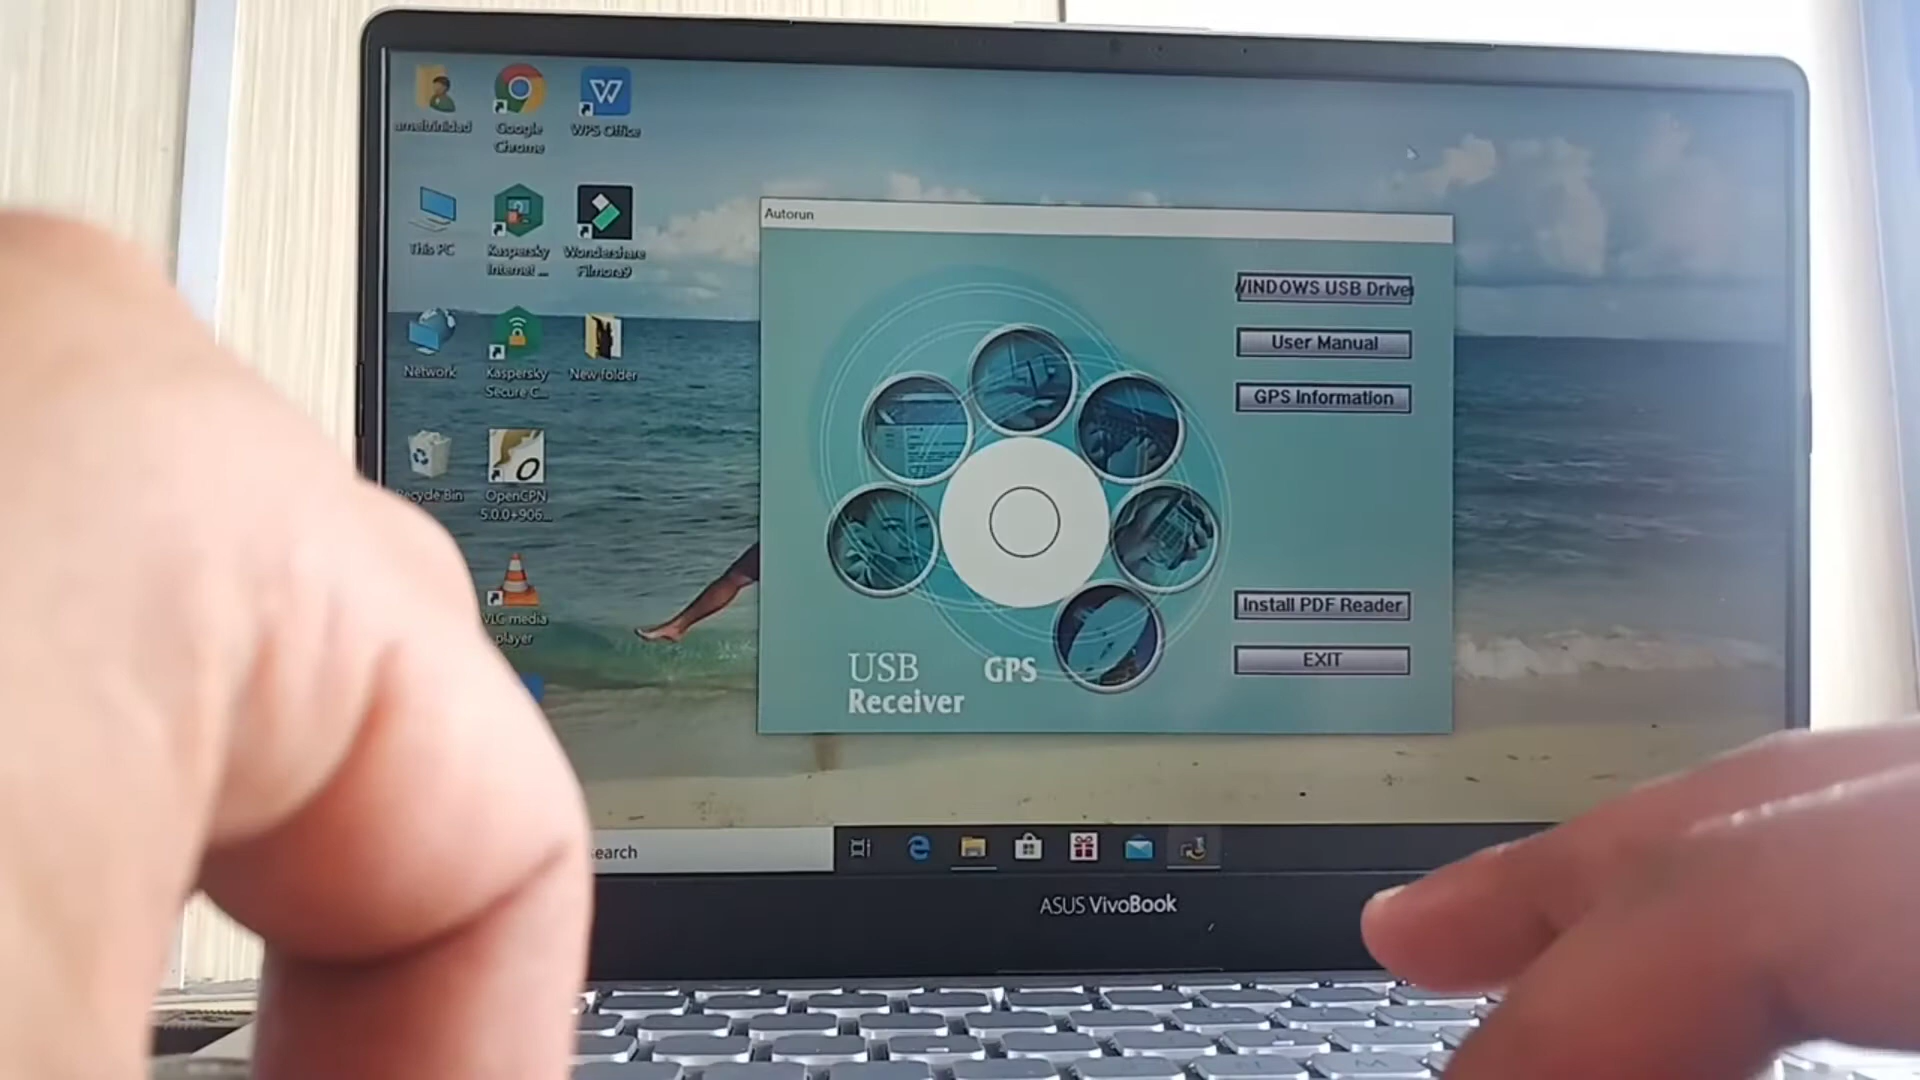 ameltrinidad
Google
Chrome
WPS Office
This PC
Kaspersky
Internet ...
Wondershare
Filmora9
Network
Kaspersky
Secure C...
New folder
Recycle Bin
OpenCPN
5.0.0+906...
VLC media
player
Autorun
WINDOWS USB Driver
User Manual
GPS Information
Install PDF Reader
EXIT
USB GPS
Receiver
search
ASUS VivoBook